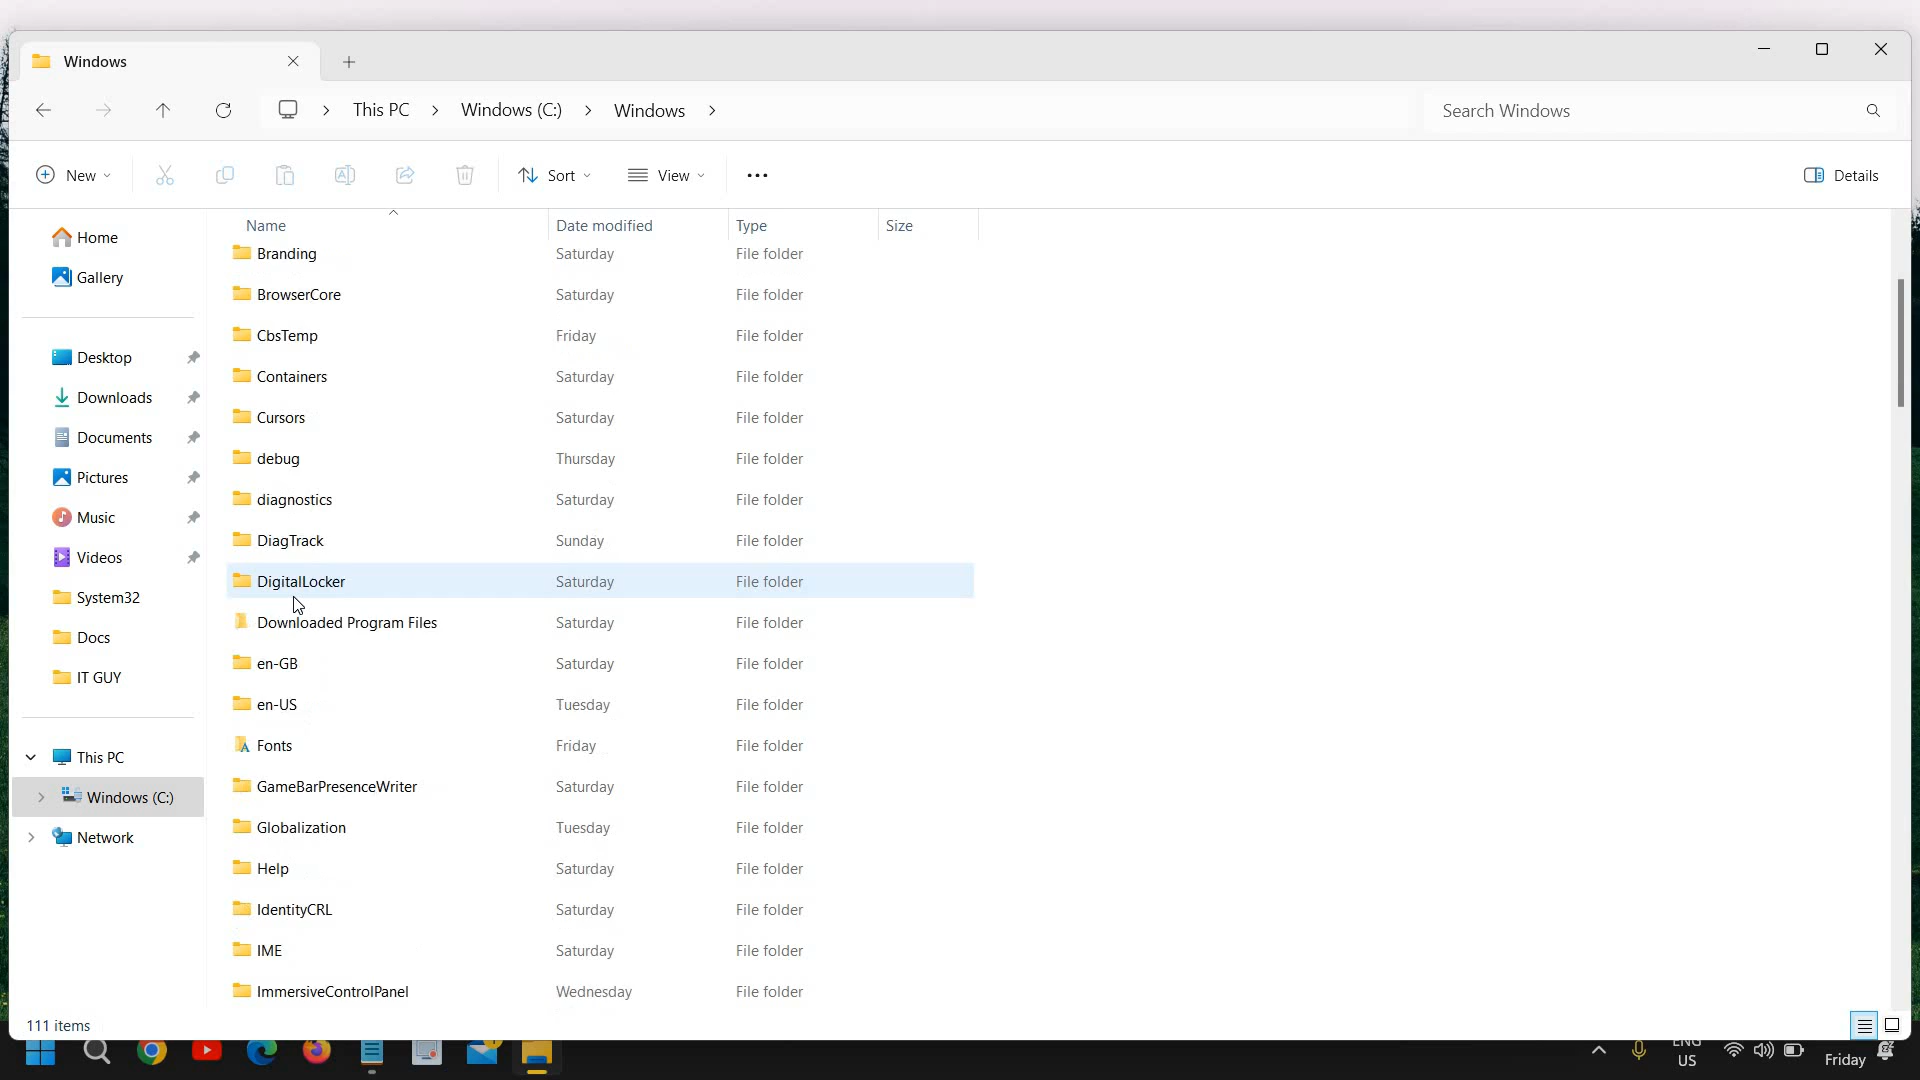 Windows
This PC
Windows (C:)
Windows
Search Windows
New
Sort
View
Details
Name
Date modified
Type
Size
Home
Gallery
Desktop
Downloads
Documents
Pictures
Music
Videos
System32
Docs
IT GUY
This PC
Windows (C:)
Network
Branding Saturday File folder
BrowserCore Saturday File folder
CbsTemp Friday File folder
Containers Saturday File folder
Cursors Saturday File folder
debug Thursday File folder
diagnostics Saturday File folder
DiagTrack Sunday File folder
DigitalLocker Saturday File folder
Downloaded Program Files Saturday File folder
en-GB Saturday File folder
en-US Tuesday File folder
Fonts Friday File folder
GameBarPresenceWriter Saturday File folder
Globalization Tuesday File folder
Help Saturday File folder
IdentityCRL Saturday File folder
IME Saturday File folder
ImmersiveControlPanel Wednesday File folder
111 items
ENG
US
Friday